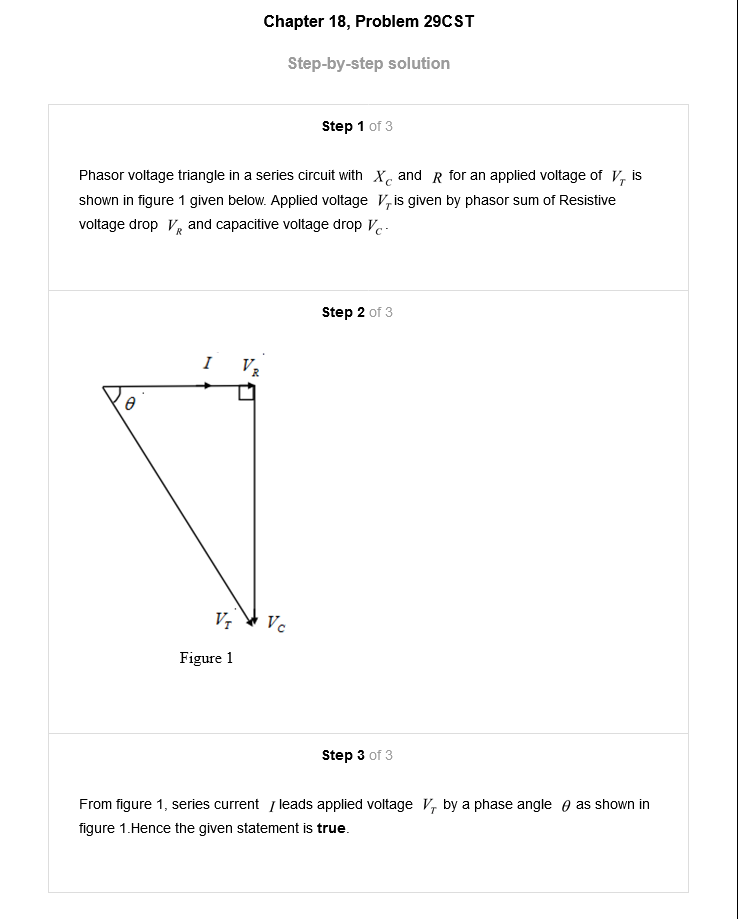 Chapter 18, Problem 29CST
Step-by-step solution
Step 1 of 3
Phasor voltage triangle in a series circuit with X_C and R for an applied voltage of V_T is
shown in figure 1 given below. Applied voltage V_T is given by phasor sum of Resistive
voltage drop V_R and capacitive voltage drop V_C.
Step 2 of 3
I V_R
θ
V_T V_C
Figure 1
Step 3 of 3
From figure 1, series current I leads applied voltage V_T by a phase angle θ as shown in
figure 1.Hence the given statement is true.